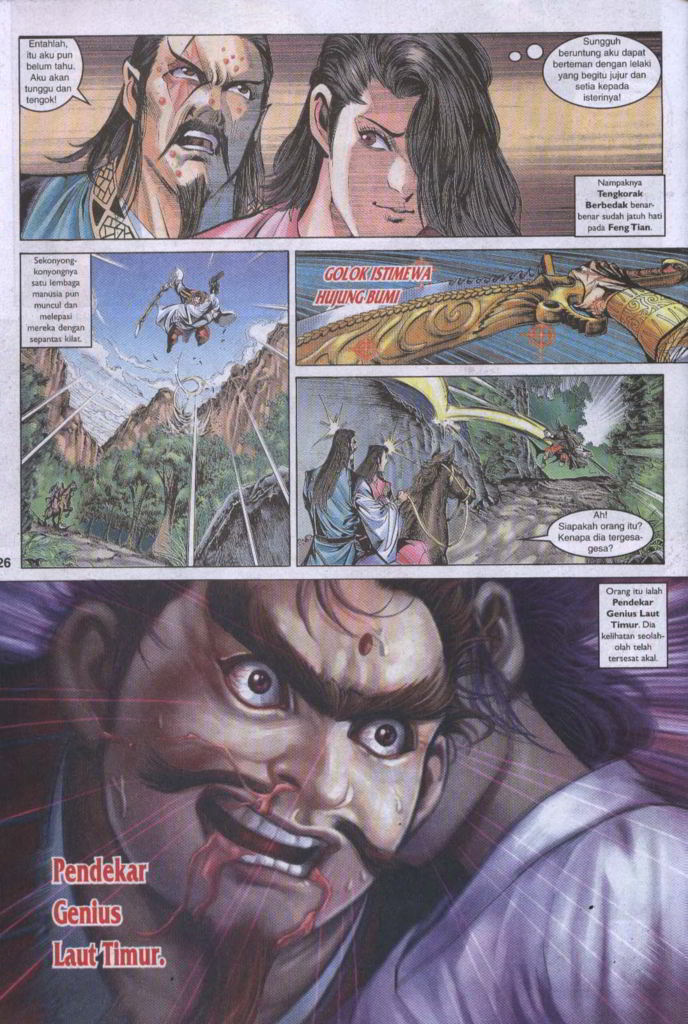 Entahlah,
itu aku pun
belum tahu.
Aku akan
tunggu dan
tengok!
Sungguh
beruntung aku dapat
berteman dengan lelaki
yang begitu jujur dan
setia kepada
isterinya!
Nampaknya
Tengkorak
Berbedak benar-
benar sudah jatuh hati
pada Feng Tian.
Sekonyong-
konyongnya
satu lembaga
manusia pun
muncul dan
melepasi
mereka dengan
sepantas kilat.
GOLOK ISTIMEWA
HUJUNG BUMI
Ah!
Siapakah orang itu?
Kenapa dia tergesa-
gesa?
26
Orang itu ialah
Pendekar
Genius Laut
Timur. Dia
kelihatan seolah-
olah telah
tersesat akal.
Pendekar
Genius
Laut Timur.